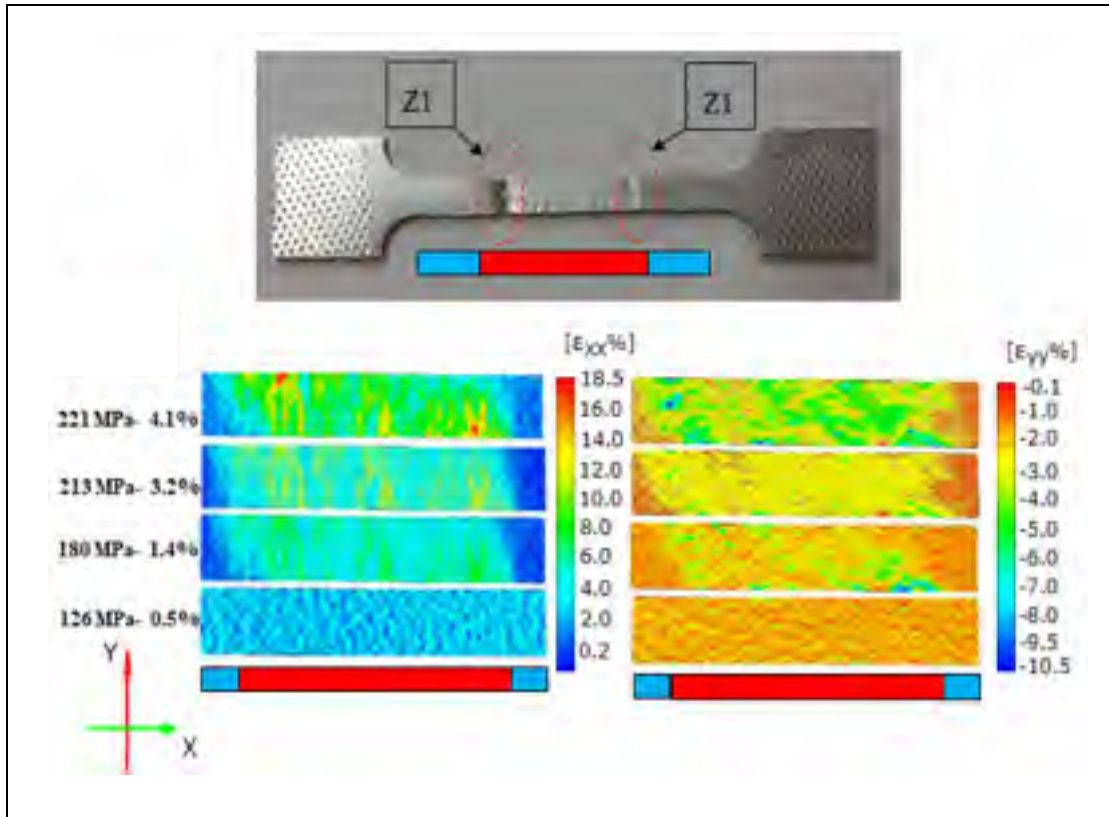 Z1
Z1
[εxx%]
18.5
16.0
14.0
12.0
10.0
8.0
6.0
4.0
2.0
0.2
[εyy%]
-0.1
-1.0
-2.0
-3.0
-4.0
-5.0
-6.0
-7.0
-8.0
-9.5
-10.5
221 MPa- 4.1%
213 MPa- 3.2%
180 MPa- 1.4%
126 MPa- 0.5%
Y
X